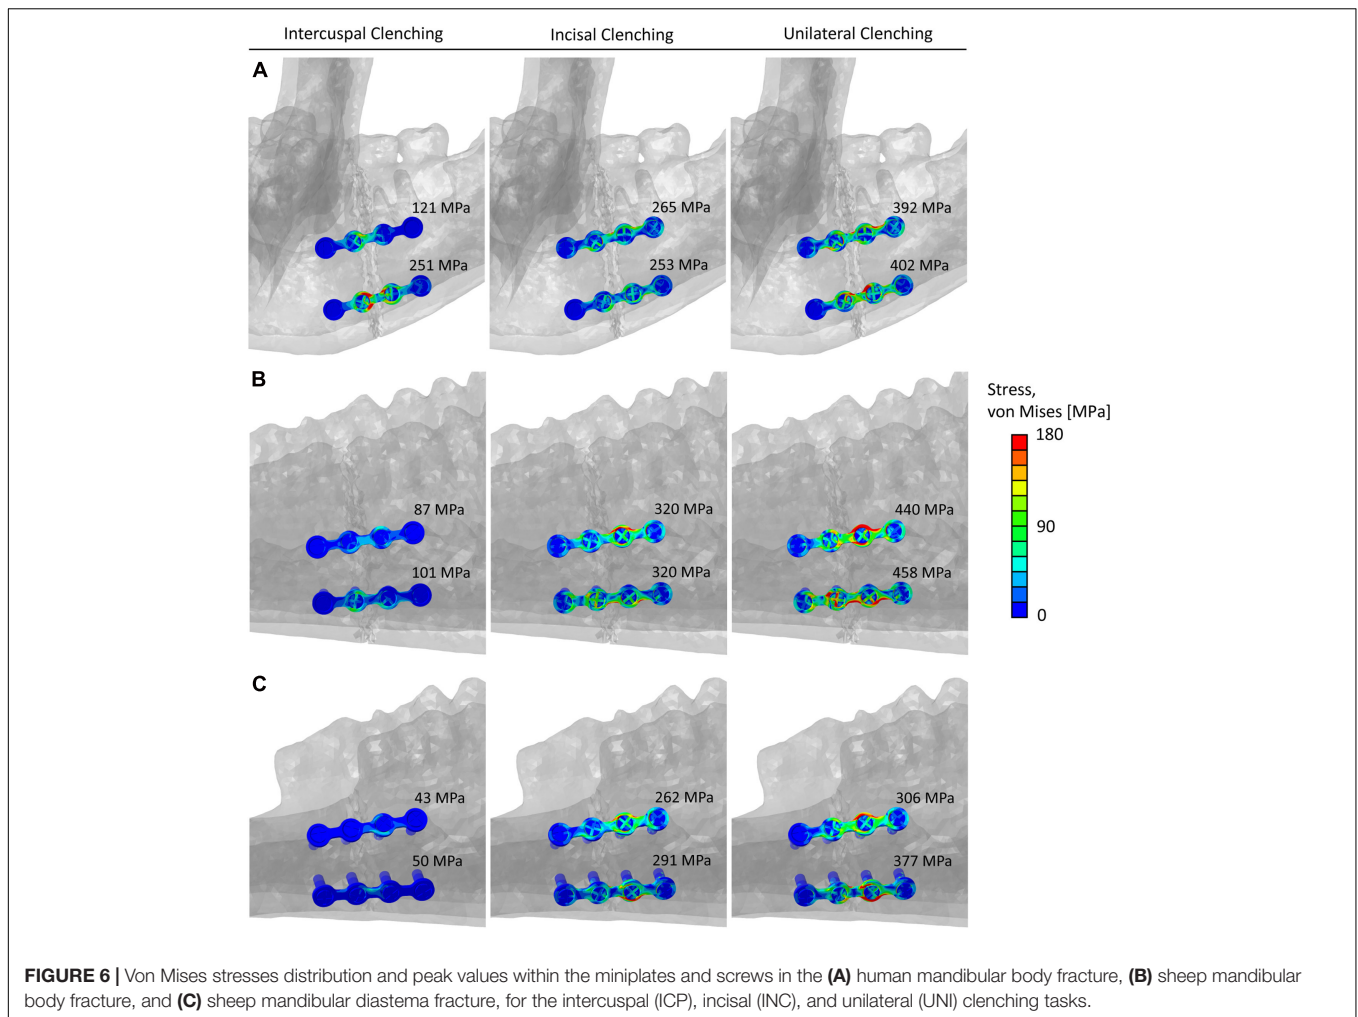 Intercuspal Clenching Incisal Clenching Unilateral Clenching
A
121 MPa 265 MPa 392 MPa
251 MPa 253 MPa 402 MPa
B
Stress,
von Mises [MPa]
180
87 MPa 320 MPa 440 MPa
90
101 MPa 320 MPa 458 MPa
0
C
43 MPa 262 MPa 306 MPa
50 MPa 291 MPa 377 MPa
FIGURE 6 | Von Mises stresses distribution and peak values within the miniplates and screws in the (A) human mandibular body fracture, (B) sheep mandibular
body fracture, and (C) sheep mandibular diastema fracture, for the intercuspal (ICP), incisal (INC), and unilateral (UNI) clenching tasks.